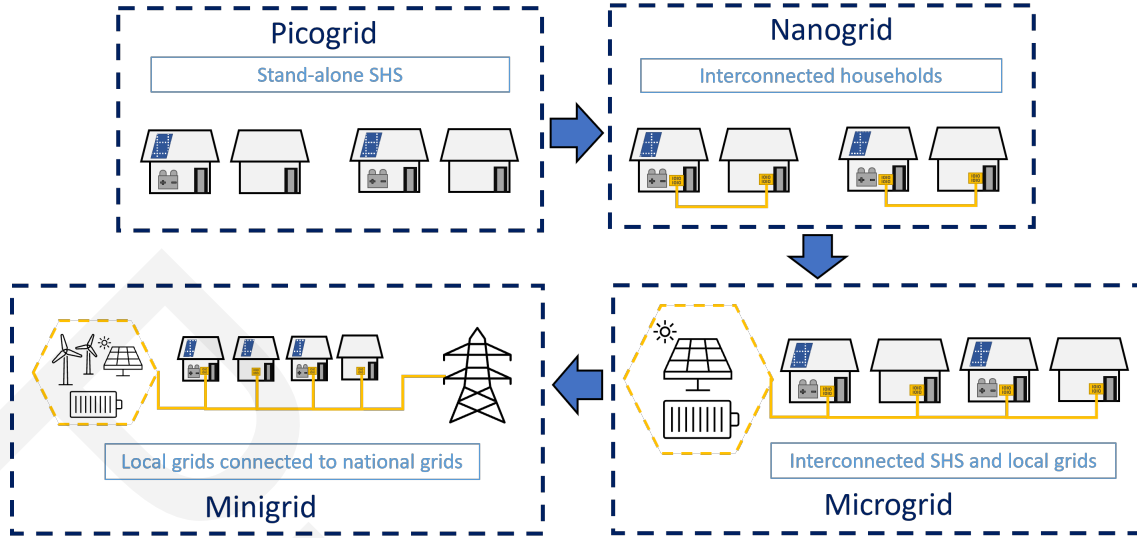 Picogrid
Stand-alone SHS
Nanogrid
Interconnected households
Local grids connected to national grids
Minigrid
Interconnected SHS and local grids
Microgrid